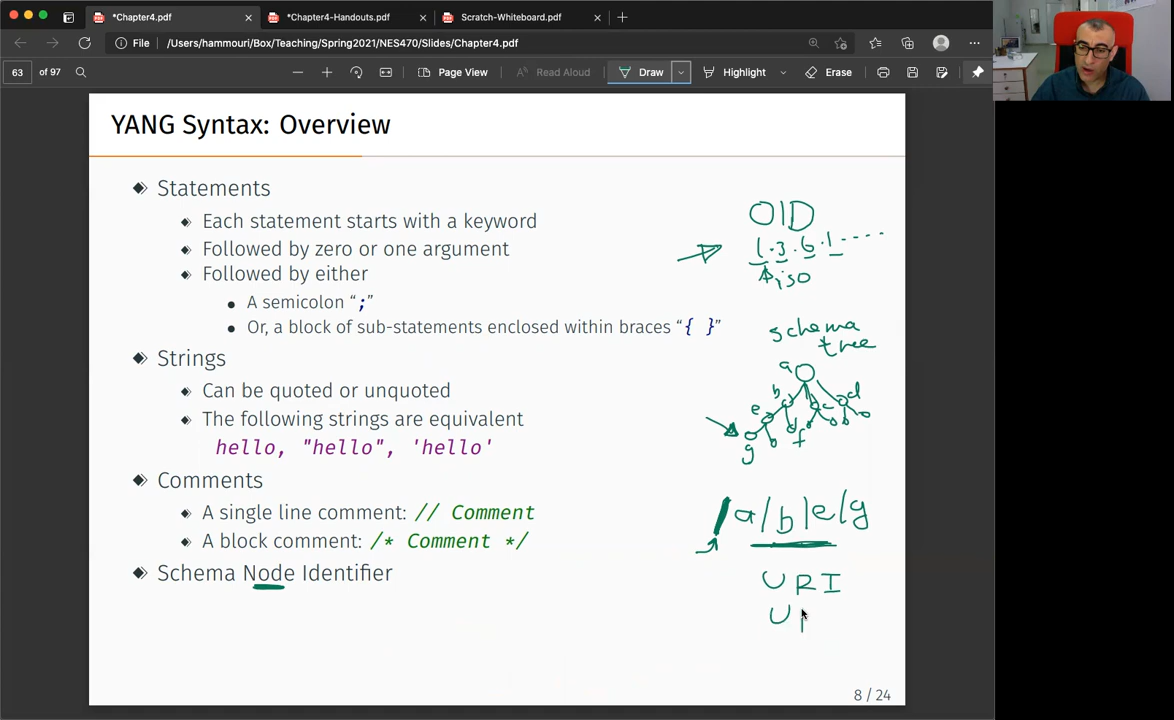 *Chapter4.pdf
*Chapter4-Handouts.pdf
Scratch-Whiteboard.pdf
File
/Users/hammouri/Box/Teaching/Spring2021/NES470/Slides/Chapter4.pdf
63 of 97
Page View
Read Aloud
Draw
Highlight
Erase
YANG Syntax: Overview
Statements
Each statement starts with a keyword
Followed by zero or one argument
Followed by either
A semicolon “;”
Or, a block of sub-statements enclosed within braces “{ }”
Strings
Can be quoted or unquoted
The following strings are equivalent
hello, "hello", 'hello'
Comments
A single line comment: // Comment
A block comment: /* Comment */
Schema Node Identifier
OID
1.3.6.1.....
iso
schema
tree
a
b
c
d
e
d
f
g
/a/b/e/g
URI
U
8 / 24